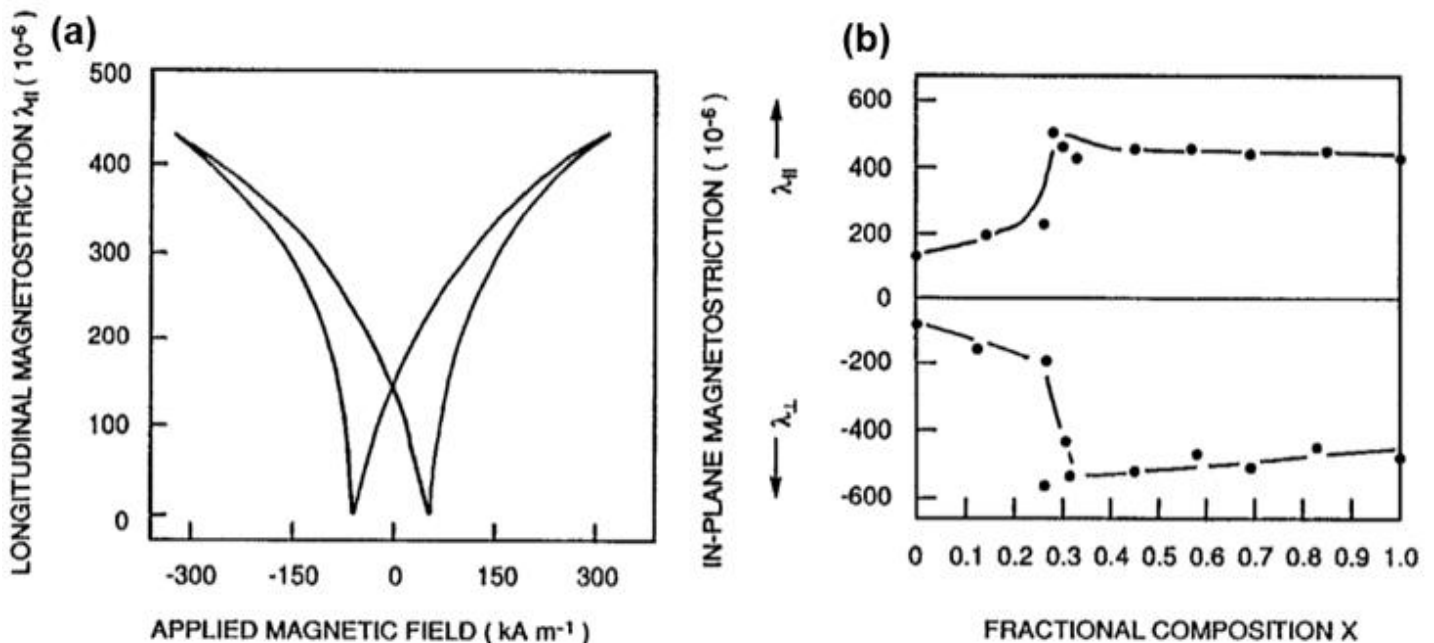 (a)
LONGITUDINAL MAGNETOSTRICTION λ|| (10⁻⁶)
500
400
300
200
100
0
-300 -150 0 150 300
APPLIED MAGNETIC FIELD ( kA m⁻¹ )
(b)
IN-PLANE MAGNETOSTRICTION (10⁻⁶)
λ||
λ⊥
600
400
200
0
-200
-400
-600
0 0.1 0.2 0.3 0.4 0.5 0.6 0.7 0.8 0.9 1.0
FRACTIONAL COMPOSITION X